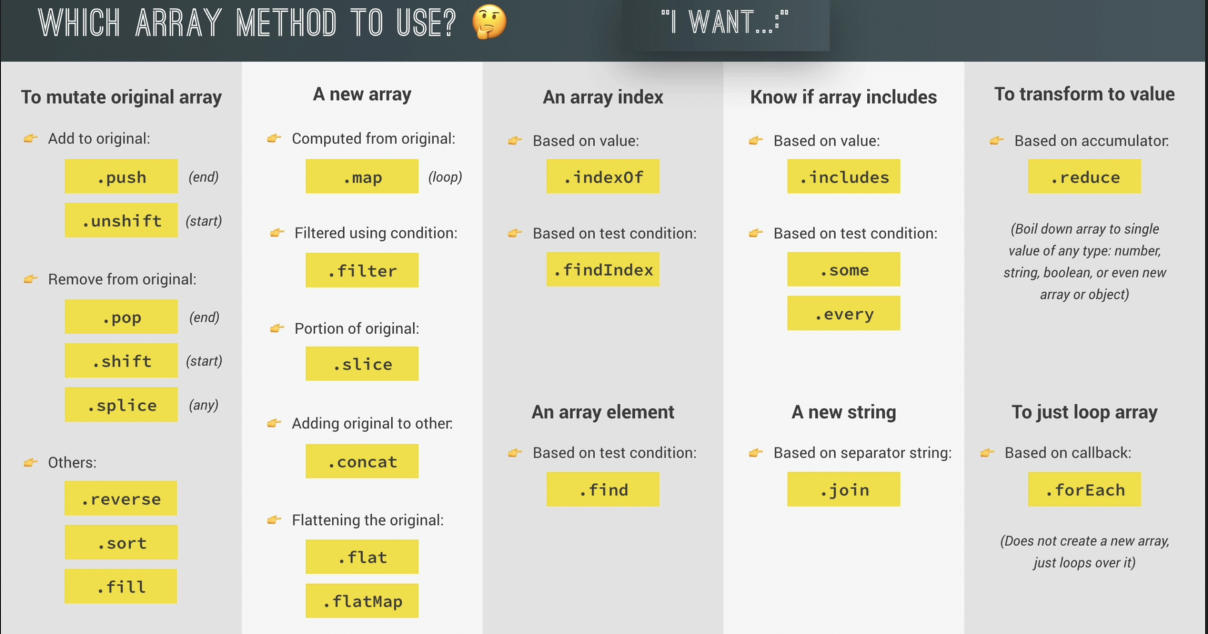 WHICH ARRAY METHOD TO USE? 🤔
"I WANT...:"
To mutate original array
👉 Add to original:
.push (end)
.unshift (start)
👉 Remove from original:
.pop (end)
.shift (start)
.splice (any)
👉 Others:
.reverse
.sort
.fill
A new array
👉 Computed from original:
.map (loop)
👉 Filtered using condition:
.filter
👉 Portion of original:
.slice
👉 Adding original to other:
.concat
👉 Flattening the original:
.flat
.flatMap
An array index
👉 Based on value:
.indexOf
👉 Based on test condition:
.findIndex
An array element
👉 Based on test condition:
.find
Know if array includes
👉 Based on value:
.includes
👉 Based on test condition:
.some
.every
A new string
👉 Based on separator string:
.join
To transform to value
👉 Based on accumulator:
.reduce
(Boil down array to single
value of any type: number,
string, boolean, or even new
array or object)
To just loop array
👉 Based on callback:
.forEach
(Does not create a new array,
just loops over it)